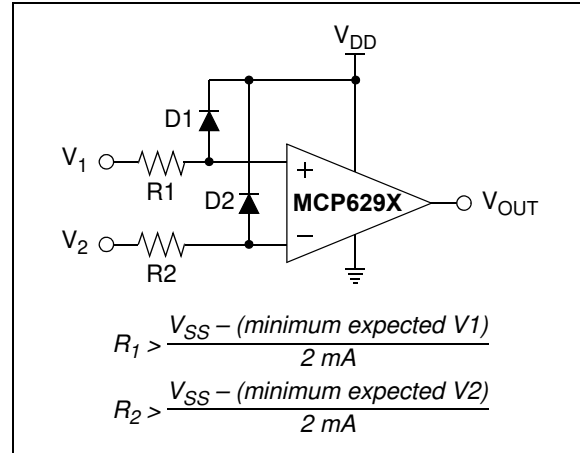 V_DD
D1
V_1
R1
+
MCP629X
V_OUT
D2
V_2
R2
–
R_1 > V_SS – (minimum expected V1) / 2 mA
R_2 > V_SS – (minimum expected V2) / 2 mA